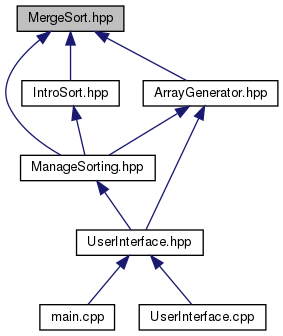 MergeSort.hpp
IntroSort.hpp
ArrayGenerator.hpp
ManageSorting.hpp
UserInterface.hpp
main.cpp
UserInterface.cpp